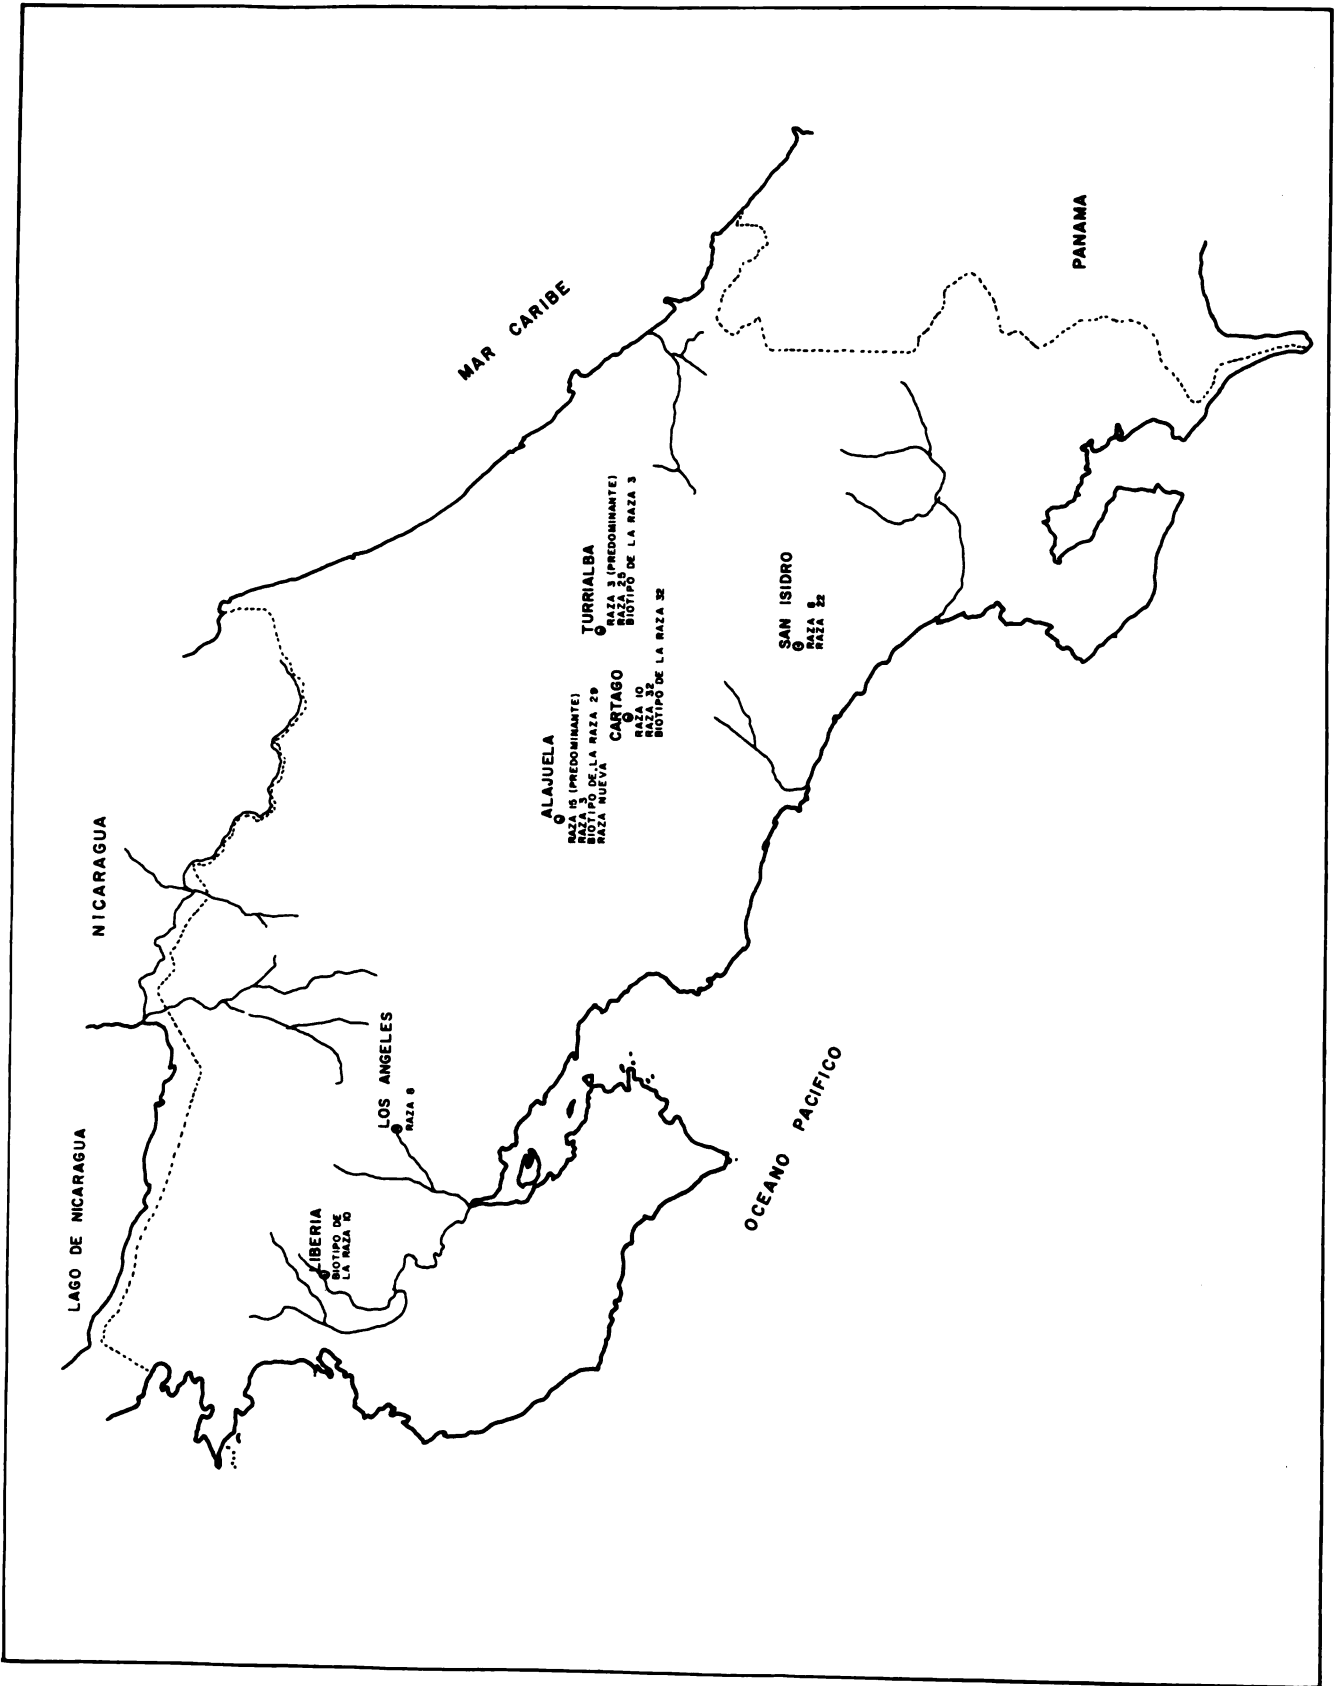 LAGO DE NICARAGUA
NICARAGUA
MAR CARIBE
LIBERIA
BIOTIPO DE
LA RAZA 10
LOS ANGELES
RAZA 8
ALAJUELA
RAZA 15 (PREDOMINANTE)
RAZA 3
BIOTIPO DE LA RAZA 29
RAZA NUEVA
TURRIALBA
RAZA 3 (PREDOMINANTE)
RAZA 25
BIOTIPO DE LA RAZA 3
CARTAGO
RAZA 10
RAZA 32
BIOTIPO DE LA RAZA 32
SAN ISIDRO
RAZA
RAZA 22
OCEANO PACIFICO
PANAMA